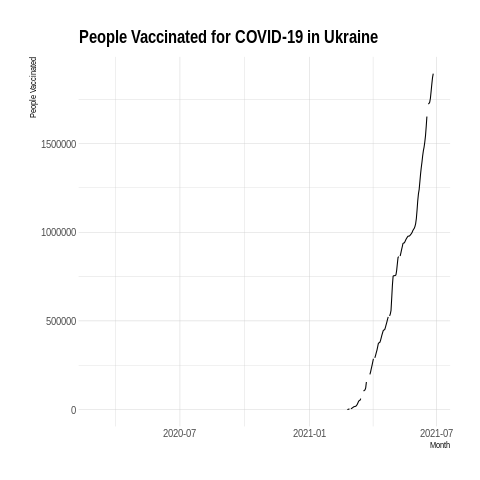 People Vaccinated for COVID-19 in Ukraine
People Vaccinated
1500000
1000000
500000
0
2020-07
2021-01
2021-07
Month